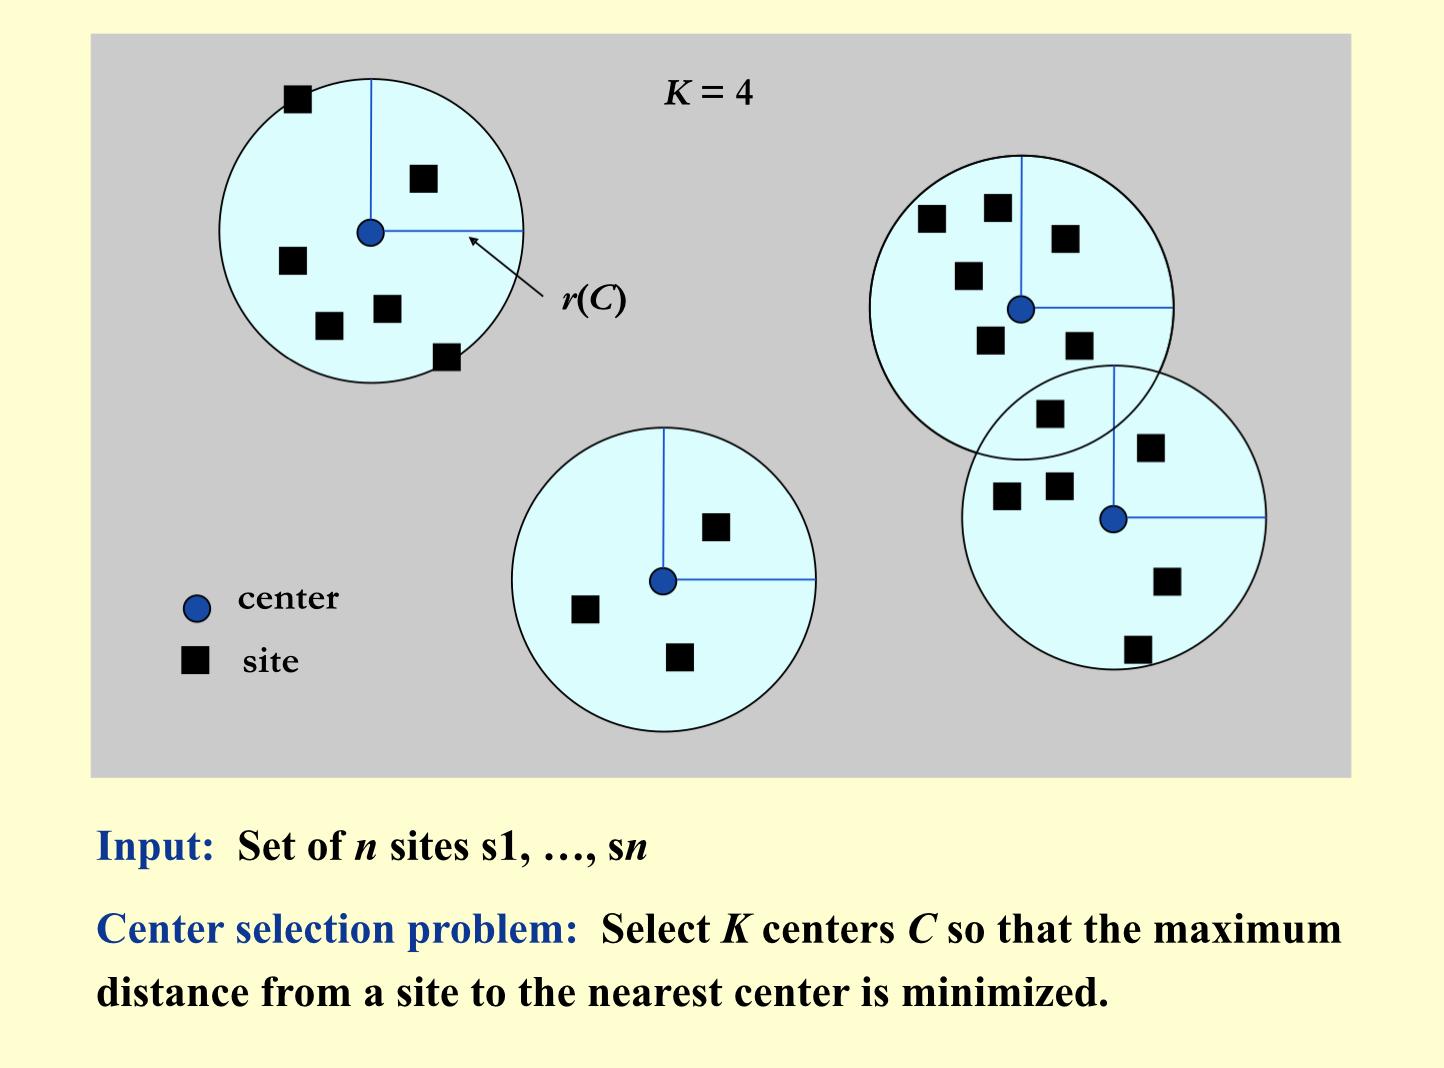 K = 4
r(C)
center
site
Input: Set of n sites s1, …, sn
Center selection problem: Select K centers C so that the maximum
distance from a site to the nearest center is minimized.